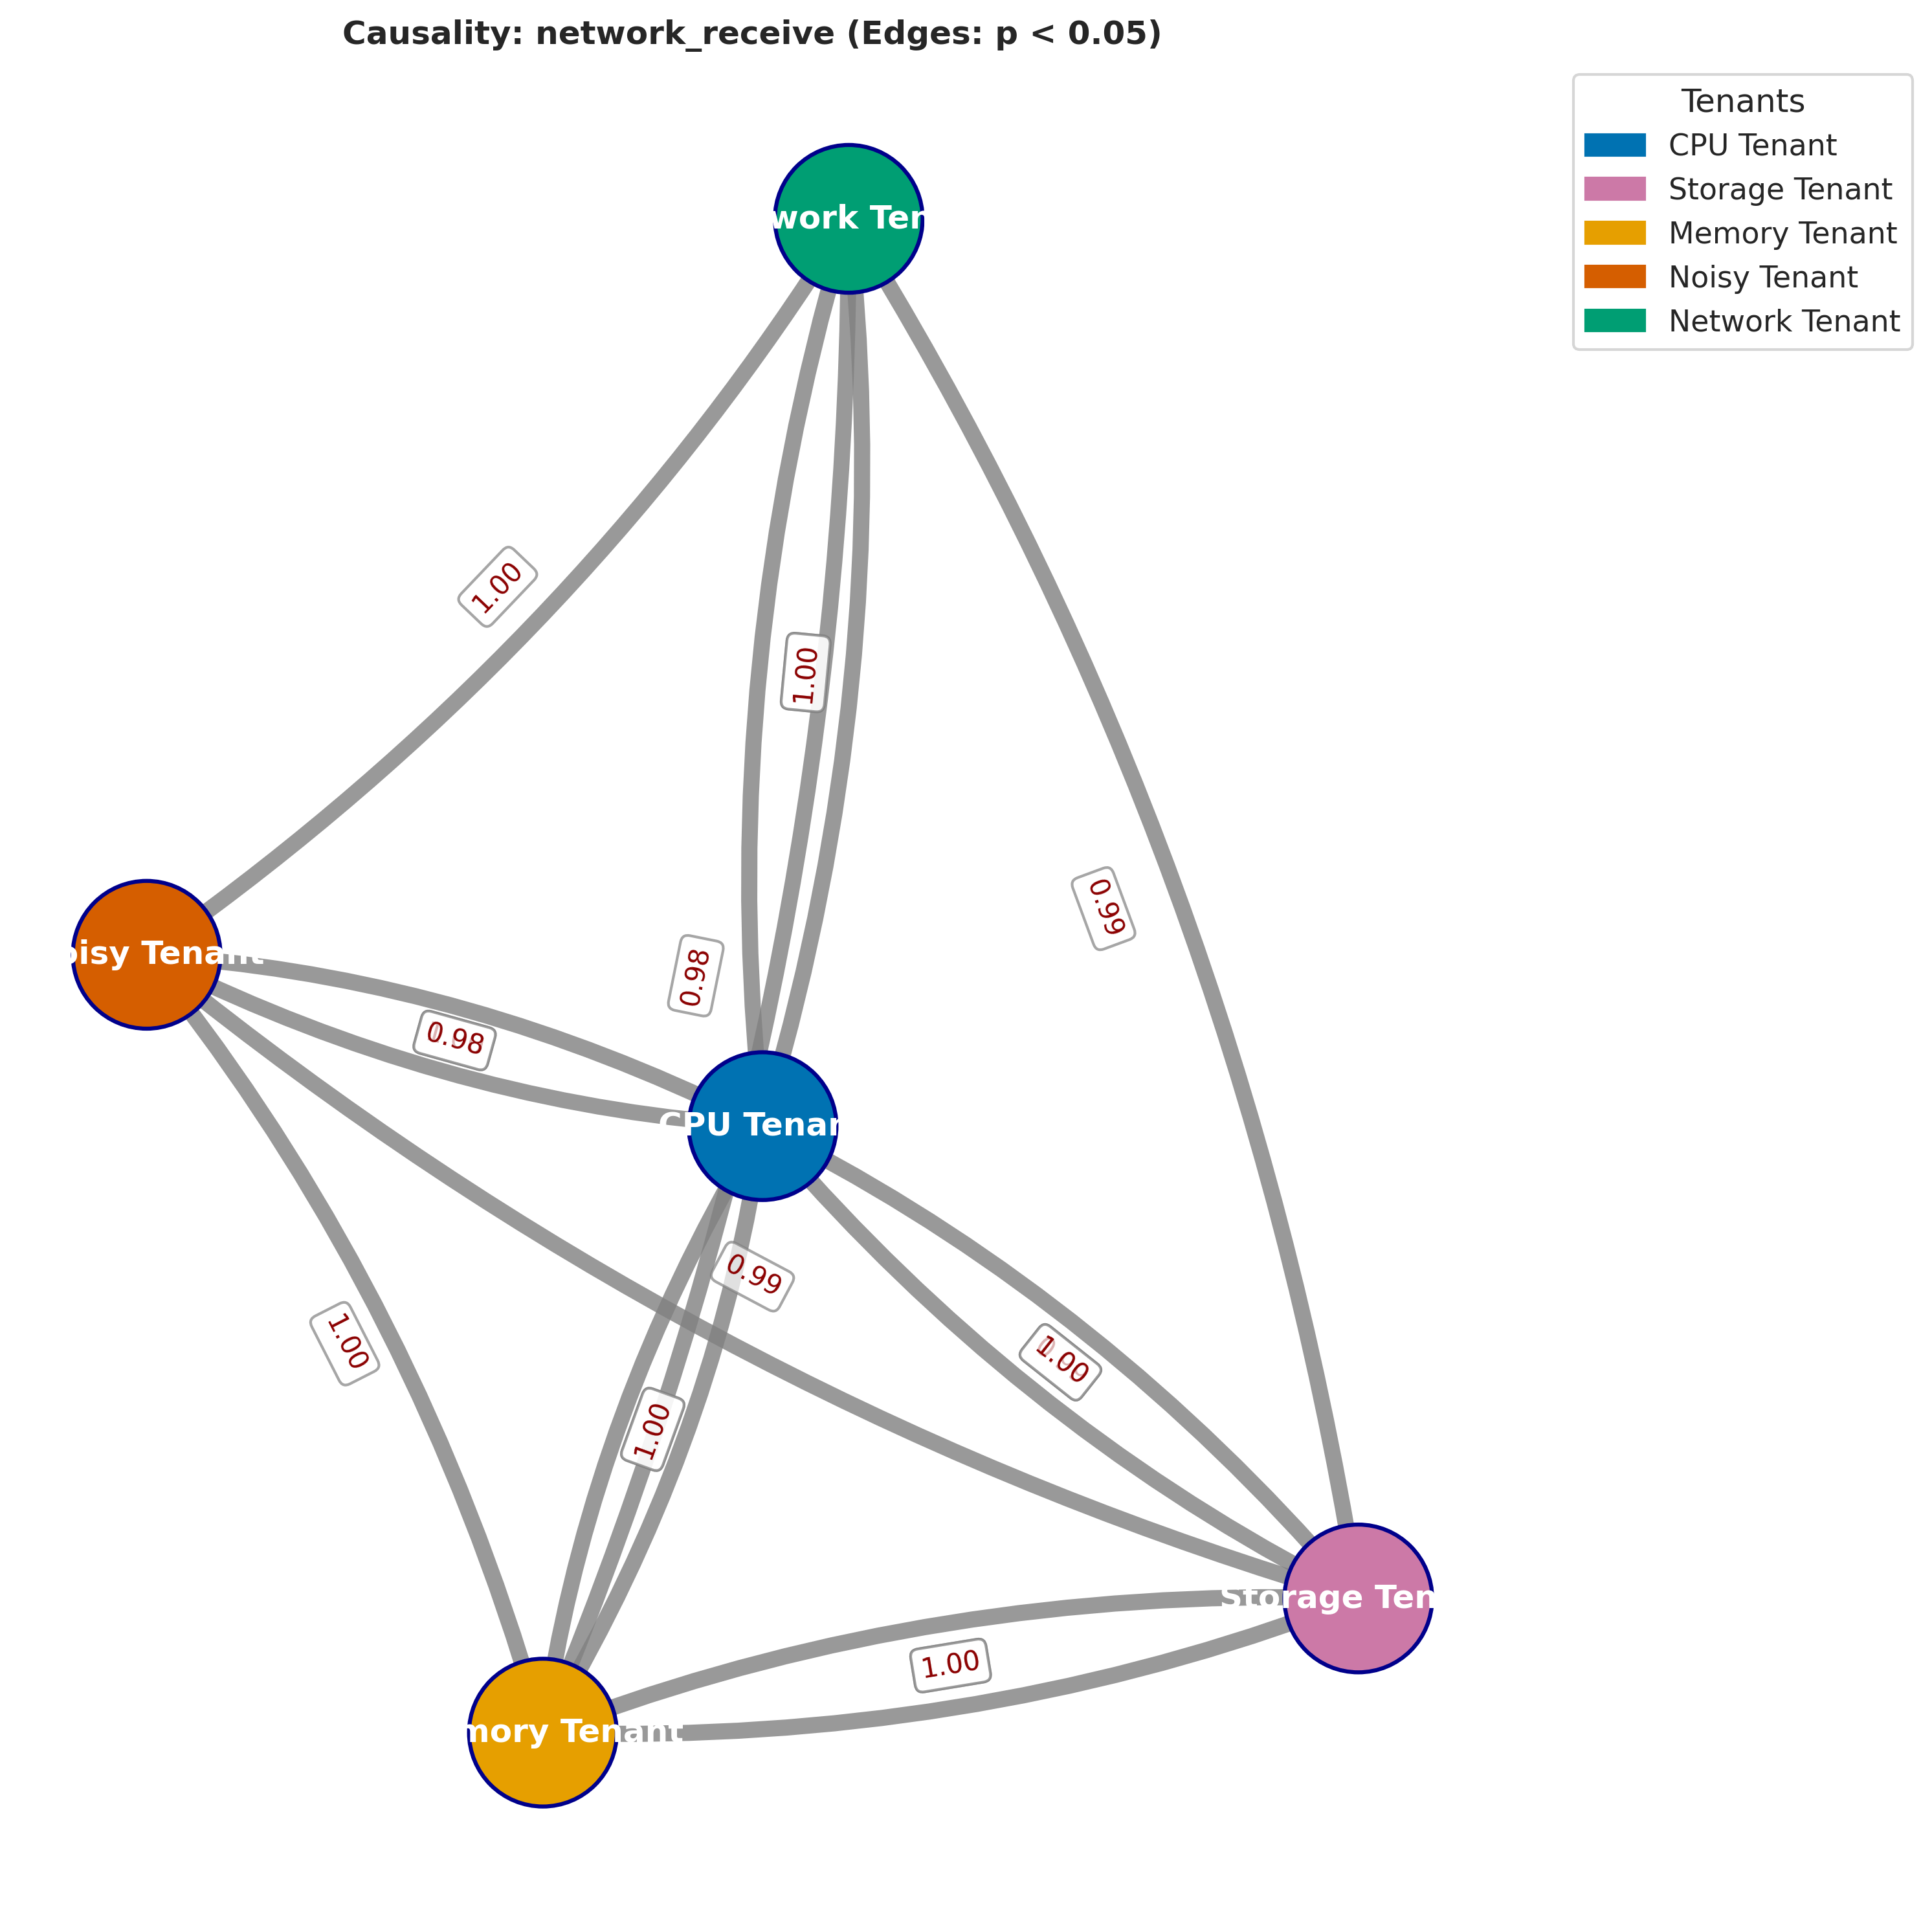 Causality: network_receive (Edges: p < 0.05)
Tenants
CPU Tenant
Storage Tenant
Memory Tenant
Noisy Tenant
Network Tenant
work Ten
1.00
1.00
0.99
oisy Tenant
0.98
0.98
CPU Tenan
0.99
1.00
1.00
1.00
Storage Ten
1.00
mory Tenant